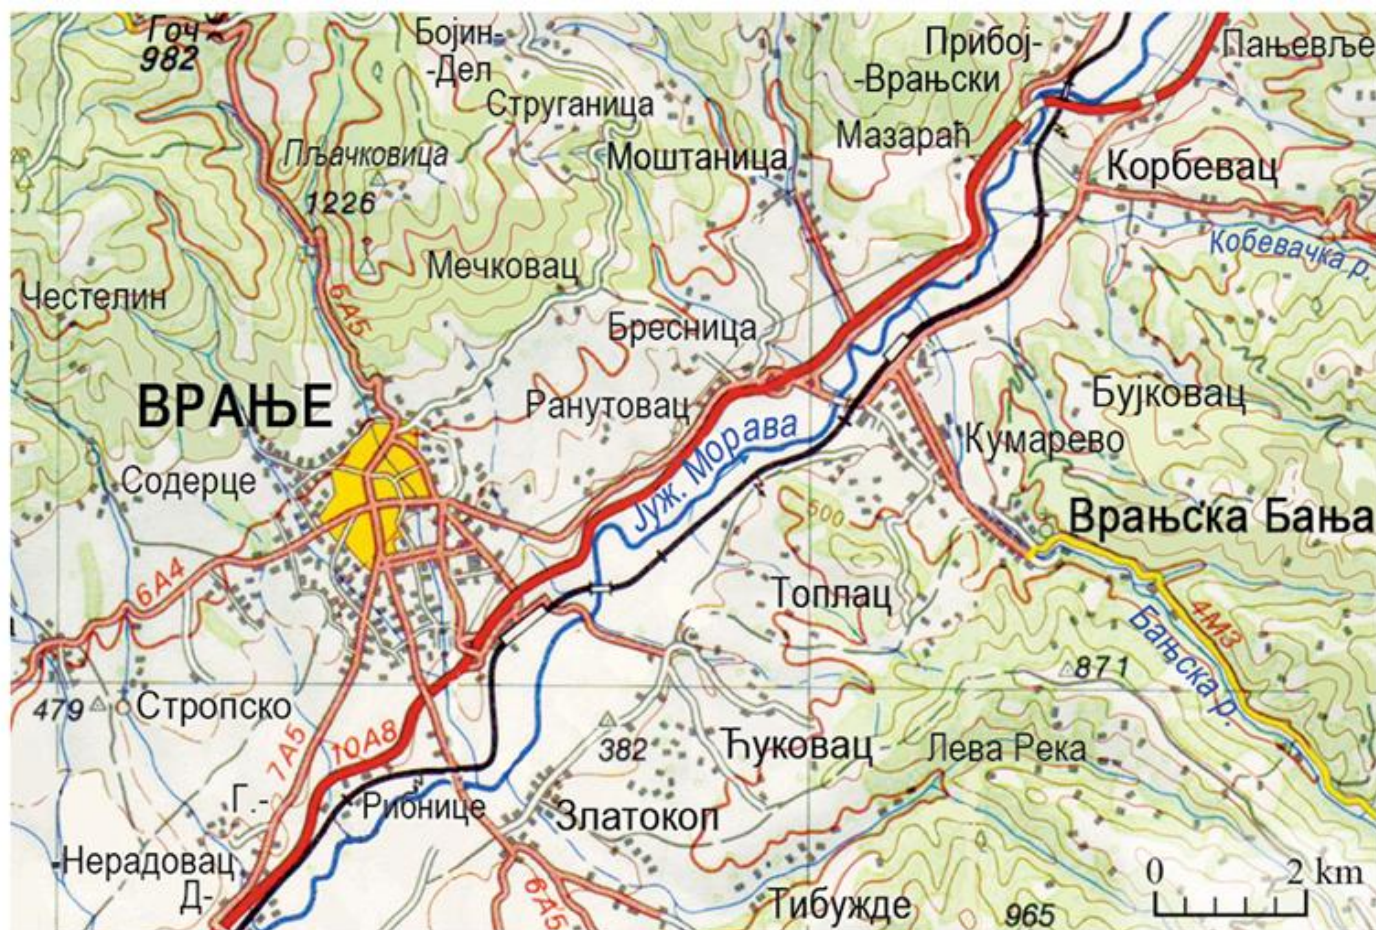 Гоч
982
Бојин-
-Дел
Прибој-
-Врањски
Пањевље
Струганица
Мазараћ
Пљачковица
1226
Моштаница
Корбевац
Кобевачка р.
Мечковац
Честелин
6А5
Бресница
ВРАЊЕ
Ранутовац
Бујковац
Јуж. Морава
Кумарево
Содерце
500
Врањска Бања
6А4
Топлац
4М3
Бањска р.
871
479
Стропско
10А8
382
Ћуковац
Лева Река
7А5
Г.-
Рибнице
Златокоп
-Нерадовац
Д-
6А5
Тибужде
965
0 2 km